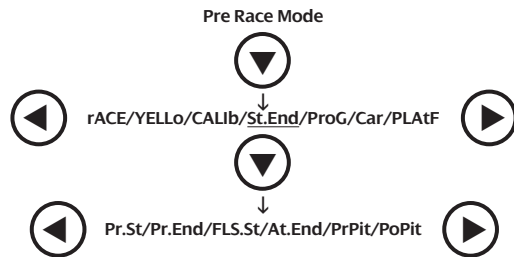 Pre Race Mode
rACE/YELLo/CALIb/St.End/ProG/Car/PLAtF
Pr.St/Pr.End/FLS.St/At.End/PrPit/PoPit